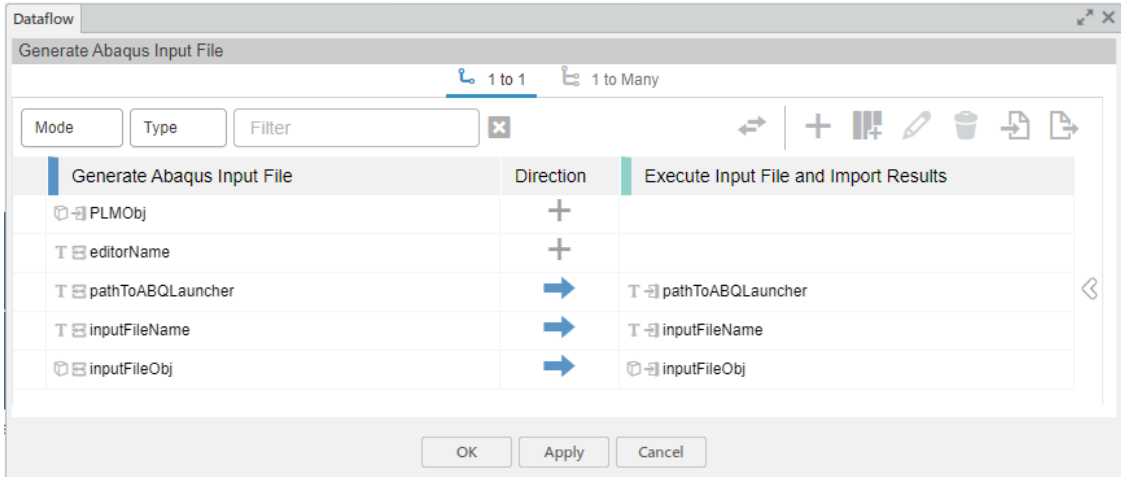 Dataflow
Generate Abaqus Input File
1 to 1 1 to Many
Mode Type Filter
Generate Abaqus Input File Direction Execute Input File and Import Results
PLMObj
T editorName
T pathToABQLauncher T pathToABQLauncher
T inputFileName T inputFileName
inputFileObj inputFileObj
OK Apply Cancel